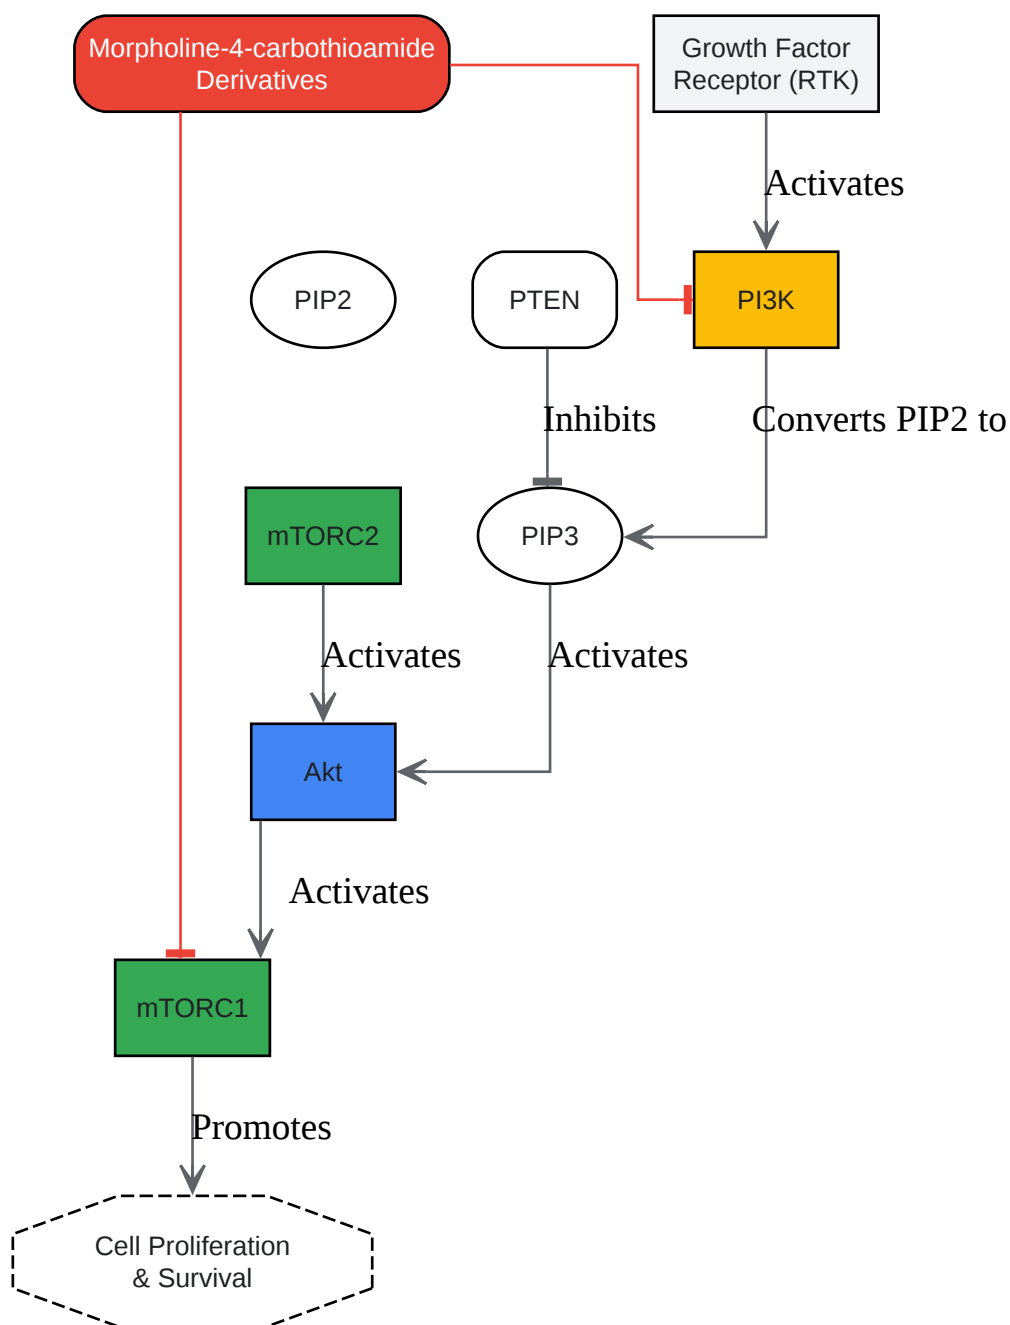 Morpholine-4-carbothioamide
Derivatives
Growth Factor
Receptor (RTK)
Activates
PIP2
PTEN
PI3K
Inhibits
Converts PIP2 to
mTORC2
PIP3
Activates
Activates
Akt
Activates
mTORC1
Promotes
Cell Proliferation
& Survival